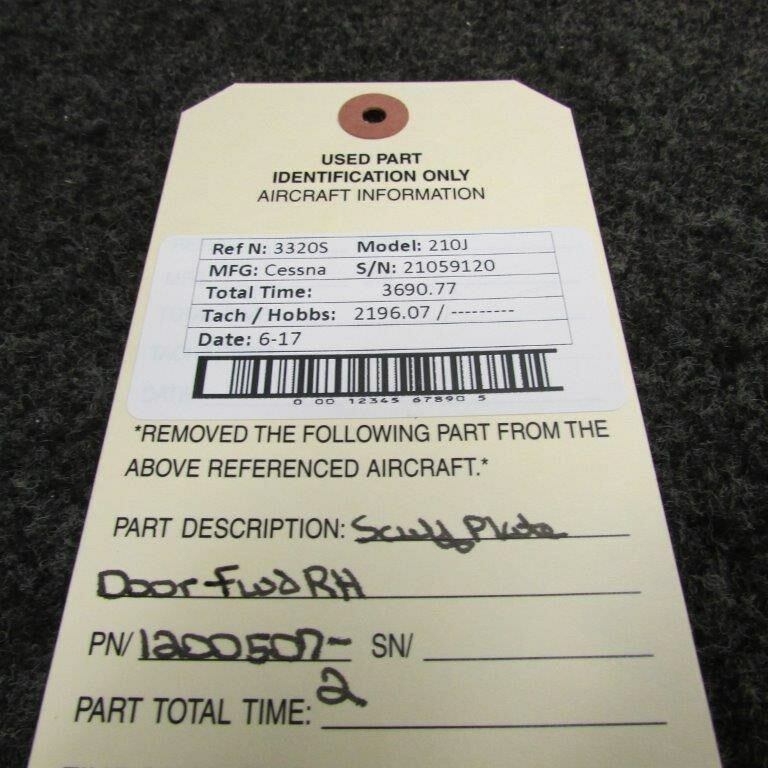 USED PART
IDENTIFICATION ONLY
AIRCRAFT INFORMATION
Ref N: 3320S Model: 210J
MFG: Cessna S/N: 21059120
Total Time: 3690.77
Tach / Hobbs: 2196.07 / ---------
Date: 6-17
0 00 12345 67890 5
*REMOVED THE FOLLOWING PART FROM THE
ABOVE REFERENCED AIRCRAFT.*
PART DESCRIPTION: Scuff Plate
Door-Fwd RH
PN/ 1200507- SN/
2
PART TOTAL TIME: